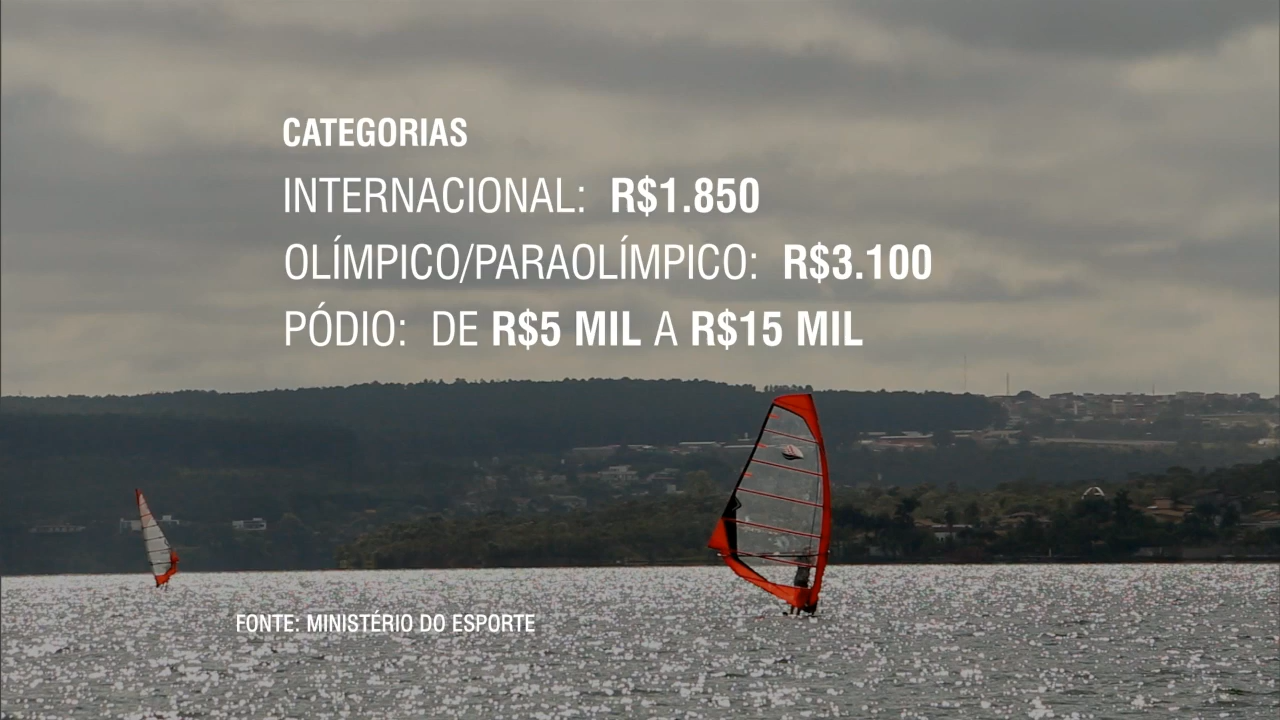 CATEGORIAS
INTERNACIONAL: R$1.850
OLÍMPICO/PARAOLÍMPICO: R$3.100
PÓDIO: DE R$5 MIL A R$15 MIL
FONTE: MINISTÉRIO DO ESPORTE